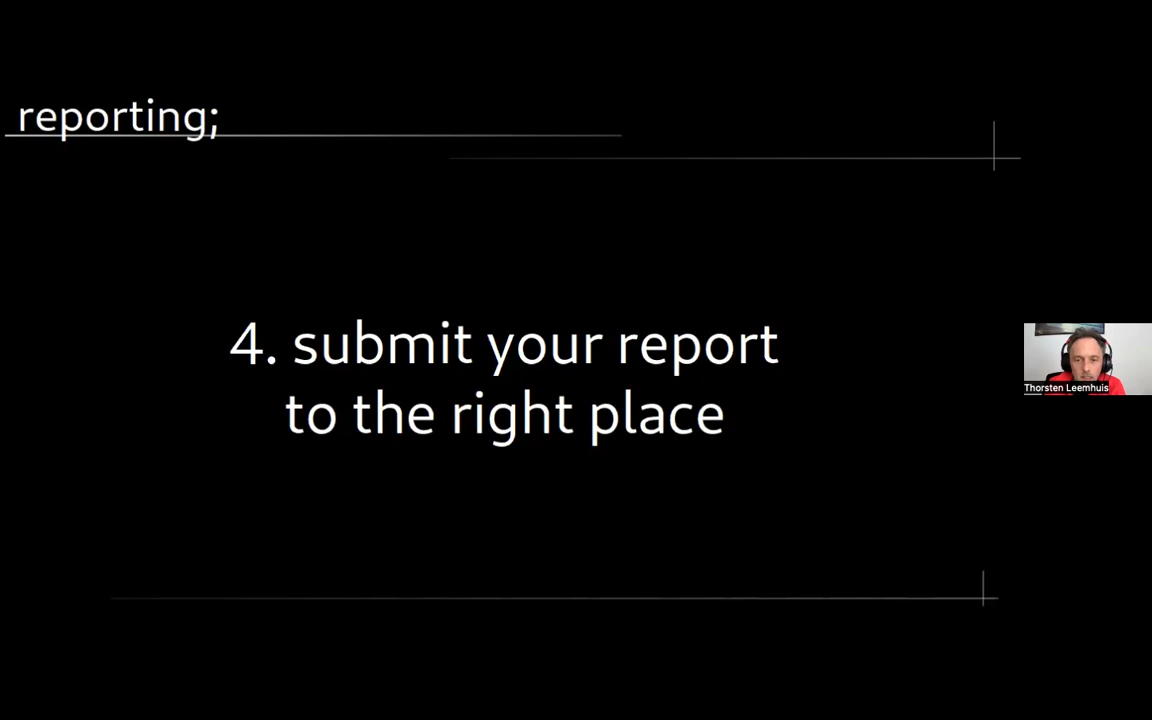 reporting;
4. submit your report
to the right place
Thorsten Leemhuis